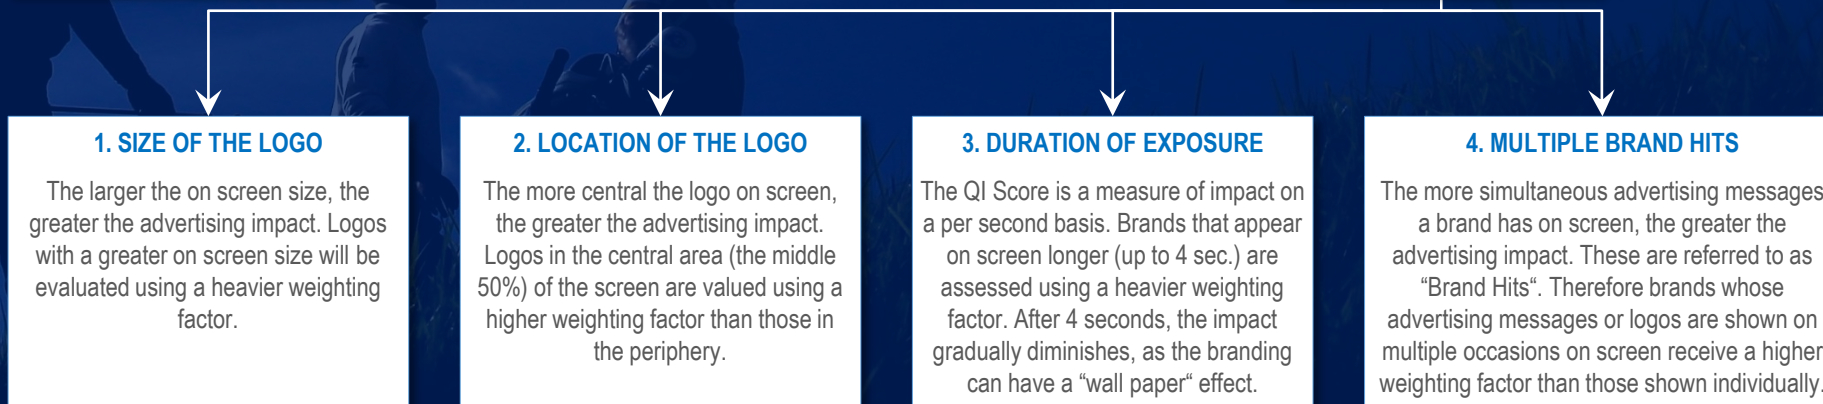 1. SIZE OF THE LOGO
The larger the on screen size, the
greater the advertising impact. Logos
with a greater on screen size will be
evaluated using a heavier weighting
factor.
2. LOCATION OF THE LOGO
The more central the logo on screen,
the greater the advertising impact.
Logos in the central area (the middle
50%) of the screen are valued using a
higher weighting factor than those in
the periphery.
3. DURATION OF EXPOSURE
The QI Score is a measure of impact on
a per second basis. Brands that appear
on screen longer (up to 4 sec.) are
assessed using a heavier weighting
factor. After 4 seconds, the impact
gradually diminishes, as the branding
can have a “wall paper“ effect.
4. MULTIPLE BRAND HITS
The more simultaneous advertising messages
a brand has on screen, the greater the
advertising impact. These are referred to as
“Brand Hits“. Therefore brands whose
advertising messages or logos are shown on
multiple occasions on screen receive a higher
weighting factor than those shown individually.